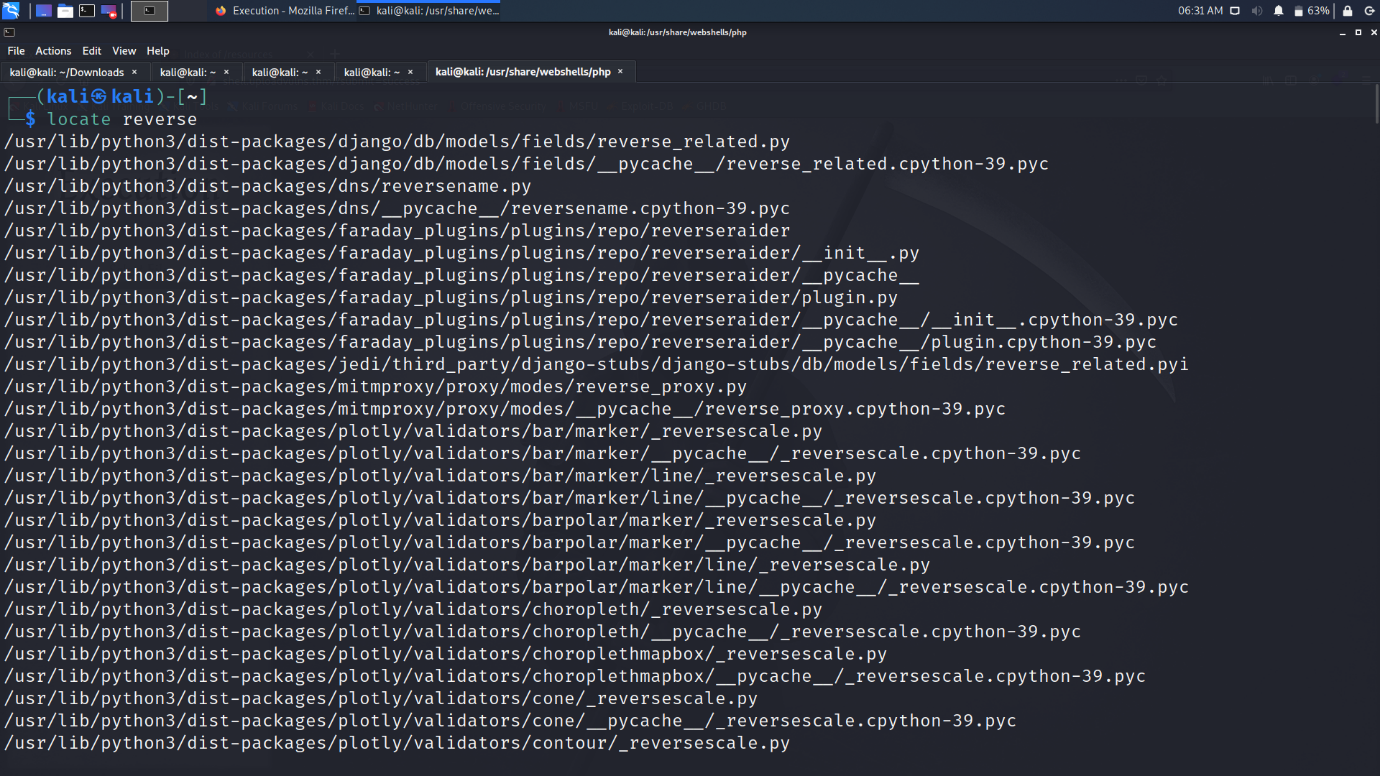 Execution - Mozilla Firef...
kali@kali: /usr/share/we...
06:31 AM
63%
kali@kali: /usr/share/webshells/php
File Actions Edit View Help
kali@kali: ~/Downloads ×
kali@kali: ~ ×
kali@kali: ~ ×
kali@kali: ~ ×
kali@kali: /usr/share/webshells/php ×
┌──(kali㉿kali)-[~]
└─$ locate reverse
/usr/lib/python3/dist-packages/django/db/models/fields/reverse_related.py
/usr/lib/python3/dist-packages/django/db/models/fields/__pycache__/reverse_related.cpython-39.pyc
/usr/lib/python3/dist-packages/dns/reversename.py
/usr/lib/python3/dist-packages/dns/__pycache__/reversename.cpython-39.pyc
/usr/lib/python3/dist-packages/faraday_plugins/plugins/repo/reverseraider
/usr/lib/python3/dist-packages/faraday_plugins/plugins/repo/reverseraider/__init__.py
/usr/lib/python3/dist-packages/faraday_plugins/plugins/repo/reverseraider/__pycache__
/usr/lib/python3/dist-packages/faraday_plugins/plugins/repo/reverseraider/plugin.py
/usr/lib/python3/dist-packages/faraday_plugins/plugins/repo/reverseraider/__pycache__/__init__.cpython-39.pyc
/usr/lib/python3/dist-packages/faraday_plugins/plugins/repo/reverseraider/__pycache__/plugin.cpython-39.pyc
/usr/lib/python3/dist-packages/jedi/third_party/django-stubs/django-stubs/db/models/fields/reverse_related.pyi
/usr/lib/python3/dist-packages/mitmproxy/proxy/modes/reverse_proxy.py
/usr/lib/python3/dist-packages/mitmproxy/proxy/modes/__pycache__/reverse_proxy.cpython-39.pyc
/usr/lib/python3/dist-packages/plotly/validators/bar/marker/_reversescale.py
/usr/lib/python3/dist-packages/plotly/validators/bar/marker/__pycache__/_reversescale.cpython-39.pyc
/usr/lib/python3/dist-packages/plotly/validators/bar/marker/line/_reversescale.py
/usr/lib/python3/dist-packages/plotly/validators/bar/marker/line/__pycache__/_reversescale.cpython-39.pyc
/usr/lib/python3/dist-packages/plotly/validators/barpolar/marker/_reversescale.py
/usr/lib/python3/dist-packages/plotly/validators/barpolar/marker/__pycache__/_reversescale.cpython-39.pyc
/usr/lib/python3/dist-packages/plotly/validators/barpolar/marker/line/_reversescale.py
/usr/lib/python3/dist-packages/plotly/validators/barpolar/marker/line/__pycache__/_reversescale.cpython-39.pyc
/usr/lib/python3/dist-packages/plotly/validators/choropleth/_reversescale.py
/usr/lib/python3/dist-packages/plotly/validators/choropleth/__pycache__/_reversescale.cpython-39.pyc
/usr/lib/python3/dist-packages/plotly/validators/choroplethmapbox/_reversescale.py
/usr/lib/python3/dist-packages/plotly/validators/choroplethmapbox/__pycache__/_reversescale.cpython-39.pyc
/usr/lib/python3/dist-packages/plotly/validators/cone/_reversescale.py
/usr/lib/python3/dist-packages/plotly/validators/cone/__pycache__/_reversescale.cpython-39.pyc
/usr/lib/python3/dist-packages/plotly/validators/contour/_reversescale.py